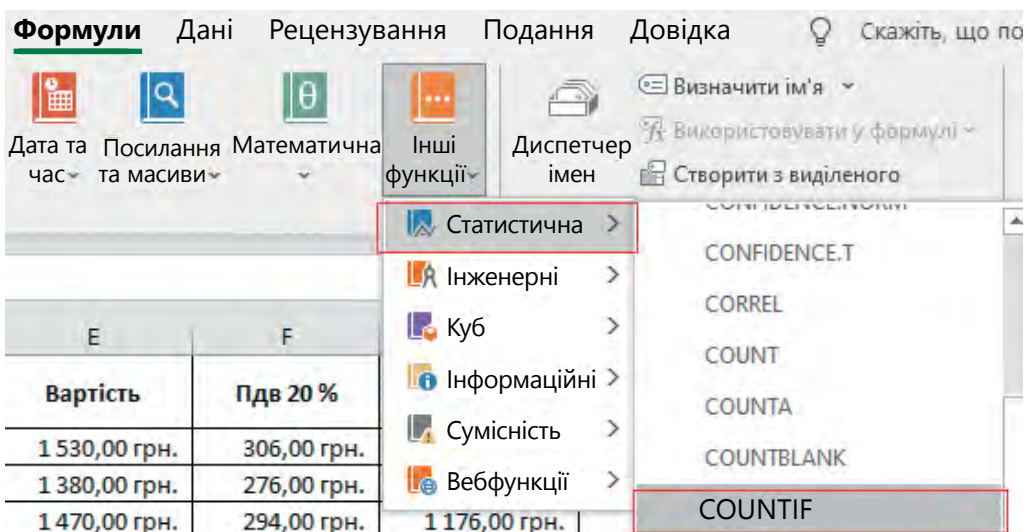 Формули Дані Рецензування Подання Довідка Скажіть, що по
Дата та час
Посилання та масиви
Математична
Інші функції
Диспетчер імен
Визначити ім'я
Використовувати у формулі
Створити з виділеного
Статистична
Інженерні
Куб
Інформаційні
Сумісність
Вебфункції
CONFIDENCE.NORM
CONFIDENCE.T
CORREL
COUNT
COUNTA
COUNTBLANK
COUNTIF
E F
Вартість Пдв 20 %
1 530,00 грн. 306,00 грн.
1 380,00 грн. 276,00 грн.
1 470,00 грн. 294,00 грн. 1 176,00 грн.